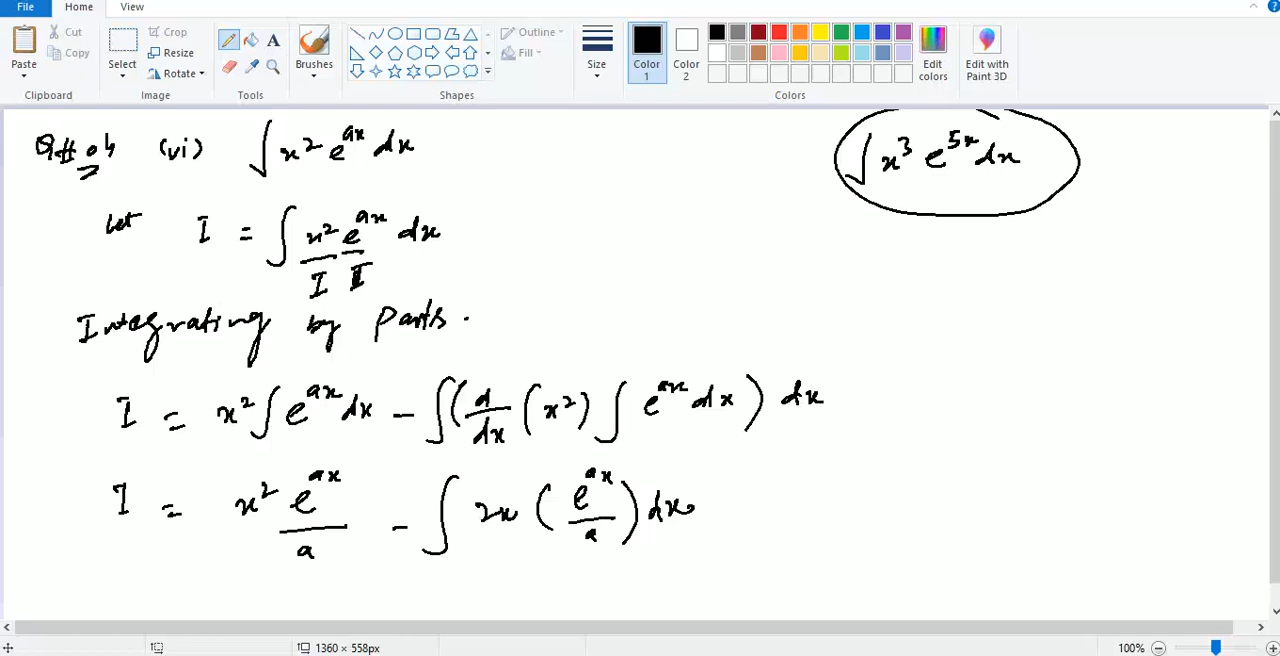 File Home View
Paste Cut Copy Clipboard
Select Crop Resize Rotate Image
A Tools
Brushes
Outline Fill Shapes
Size
Color 1 Color 2 Edit colors Edit with Paint 3D Colors
Q#04 (vi) ∫ x² e^{ax} dx
∫ x³ e^{5x} dx
Let I = ∫ x² e^{ax} dx
I II
Integrating by Parts.
I = x² ∫ e^{ax} dx - ∫ (d/dx (x²) ∫ e^{ax} dx) dx
I = x² e^{ax}/a - ∫ 2x (e^{ax}/a) dx
1360 × 558px 100%